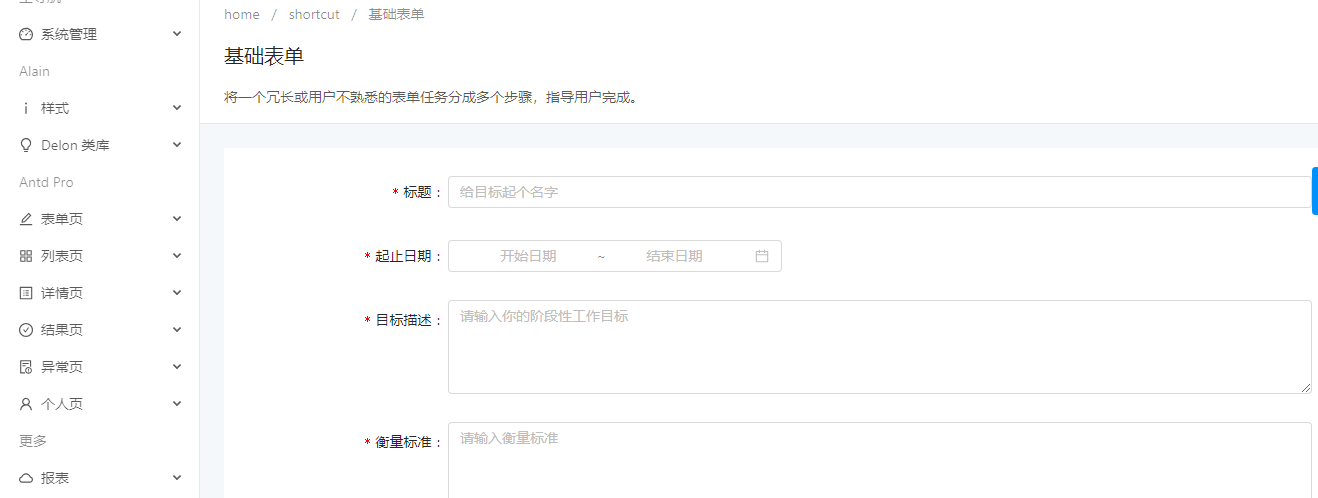 系统管理
Alain
样式
Delon 类库
Antd Pro
表单页
列表页
详情页
结果页
异常页
个人页
更多
报表
home / shortcut / 基础表单
基础表单
将一个冗长或用户不熟悉的表单任务分成多个步骤，指导用户完成。
* 标题： 给目标起个名字
* 起止日期： 开始日期 ~ 结束日期
* 目标描述： 请输入你的阶段性工作目标
* 衡量标准： 请输入衡量标准